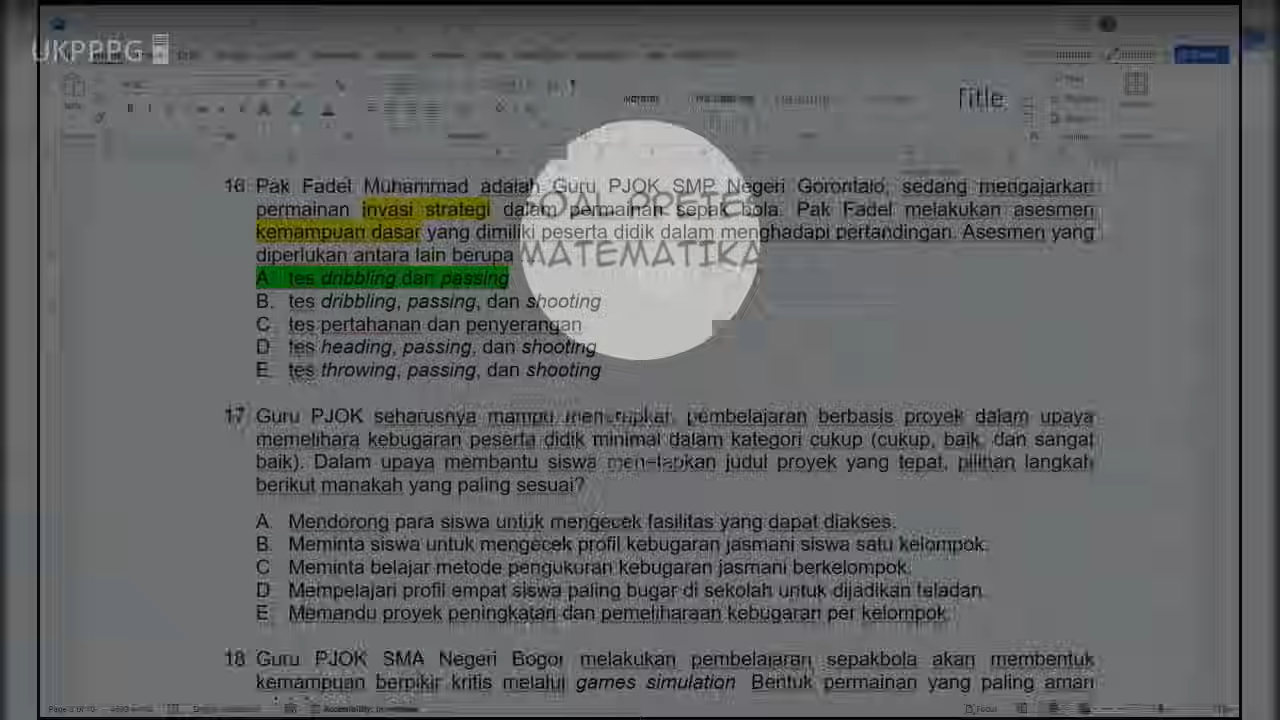 UKPPPG
Title
16 Pak Fadel Muhammad adalah Guru PJOK SMP Negeri Gorontalo, sedang mengajarkan
permainan invasi strategi dalam permainan sepak bola. Pak Fadel melakukan asesmen
kemampuan dasar yang dimiliki peserta didik dalam menghadapi pertandingan. Asesmen yang
diperlukan antara lain berupa ...
A tes dribbling dan passing
B. tes dribbling, passing, dan shooting
C tes pertahanan dan penyerangan
D tes heading, passing, dan shooting
E. tes throwing, passing, dan shooting
MATEMATIKA
17 Guru PJOK seharusnya mampu menerapkan pembelajaran berbasis proyek dalam upaya
memelihara kebugaran peserta didik minimal dalam kategori cukup (cukup, baik, dan sangat
baik). Dalam upaya membantu siswa menetapkan judul proyek yang tepat, pilihan langkah
berikut manakah yang paling sesuai?
A. Mendorong para siswa untuk mengecek fasilitas yang dapat diakses.
B. Meminta siswa untuk mengecek profil kebugaran jasmani siswa satu kelompok.
C Meminta belajar metode pengukuran kebugaran jasmani berkelompok.
D Mempelajari profil empat siswa paling bugar di sekolah untuk dijadikan teladan.
E Memandu proyek peningkatan dan pemeliharaan kebugaran per kelompok.
18 Guru PJOK SMA Negeri Bogor melakukan pembelajaran sepakbola akan membentuk
kemampuan berpikir kritis melalui games simulation Bentuk permainan yang paling aman
Focus